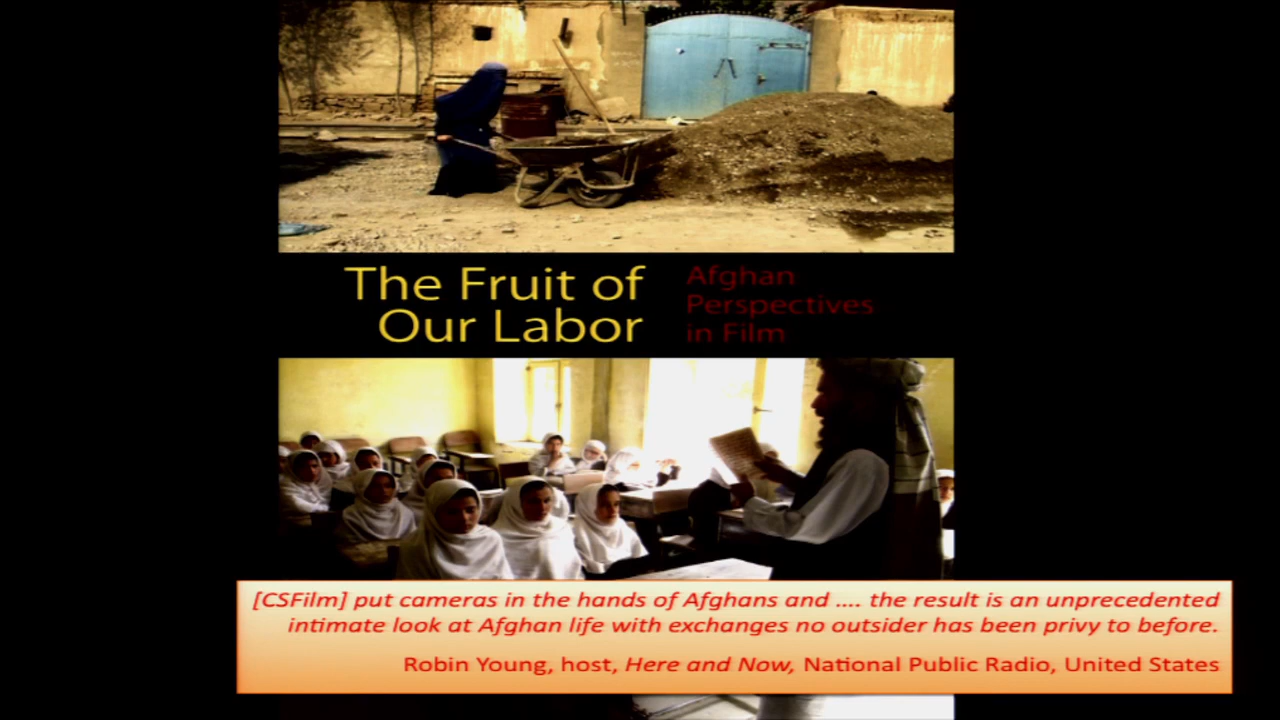 The Fruit of
Our Labor
Afghan
Perspectives
in Film
[CSFilm] put cameras in the hands of Afghans and .... the result is an unprecedented
intimate look at Afghan life with exchanges no outsider has been privy to before.
Robin Young, host, Here and Now, National Public Radio, United States